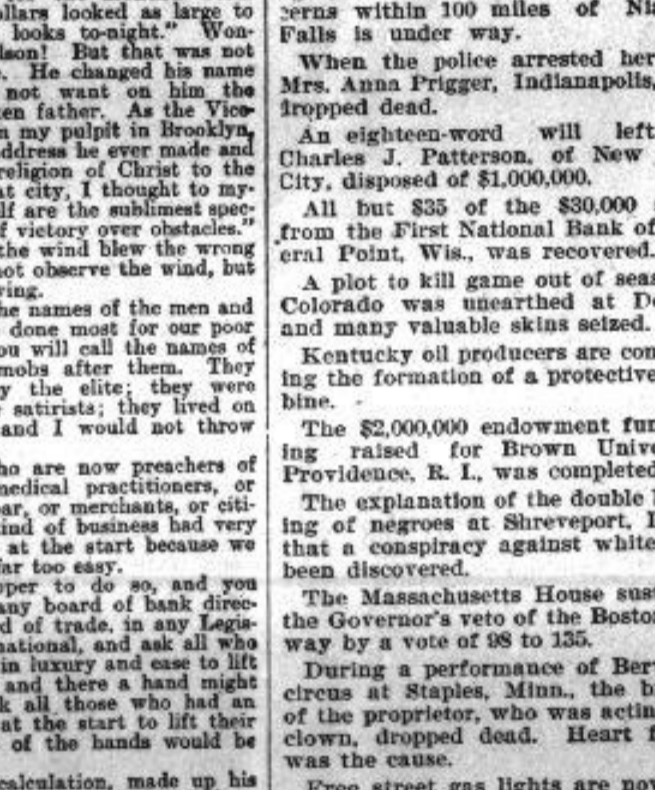 ollars looked as large to
looks to-night." Won-
lson! But that was not
. He changed his name
not want on him the
en father. As the Vice-
n my pulpit in Brooklyn,
address he ever made and
religion of Christ to the
at city, I thought to my-
lf are the sublimest spec-
f victory over obstacles."
the wind blew the wrong
not observe the wind, but
ving.
he names of the men and
done most for our poor
ou will call the names of
mobs after them. They
y the elite; they were
satirists; they lived on
and I would not throw
ho are now preachers of
medical practitioners, or
bar, or merchants, or citi-
kind of business had very
at the start because we
far too easy.
oper to do so, and you
any board of bank direc-
d of trade, in any Legis-
national, and ask all who
in luxury and ease to lift
and there a hand might
k all those who had an
at the start to lift their
of the hands would be
calculation, made up his
cerns within 100 miles of Nia
Falls is under way.
When the police arrested her
Mrs. Anna Prigger, Indianapolis,
dropped dead.
An eighteen-word will left
Charles J. Patterson, of New
City, disposed of $1,000,000.
All but $35 of the $30,000
from the First National Bank of
eral Point, Wis., was recovered.
A plot to kill game out of seas
Colorado was unearthed at De
and many valuable skins seized.
Kentucky oil producers are con
ing the formation of a protective
bine.
The $2,000,000 endowment fun
ing raised for Brown Unive
Providence, R. I., was completed
The explanation of the double l
ing of negroes at Shreveport, L
that a conspiracy against white
been discovered.
The Massachusetts House sust
the Governor's veto of the Bosto
way by a vote of 98 to 135.
During a performance of Ber
circus at Staples, Minn., the b
of the proprietor, who was actin
clown, dropped dead. Heart f
was the cause.
Free street gas lights are nov